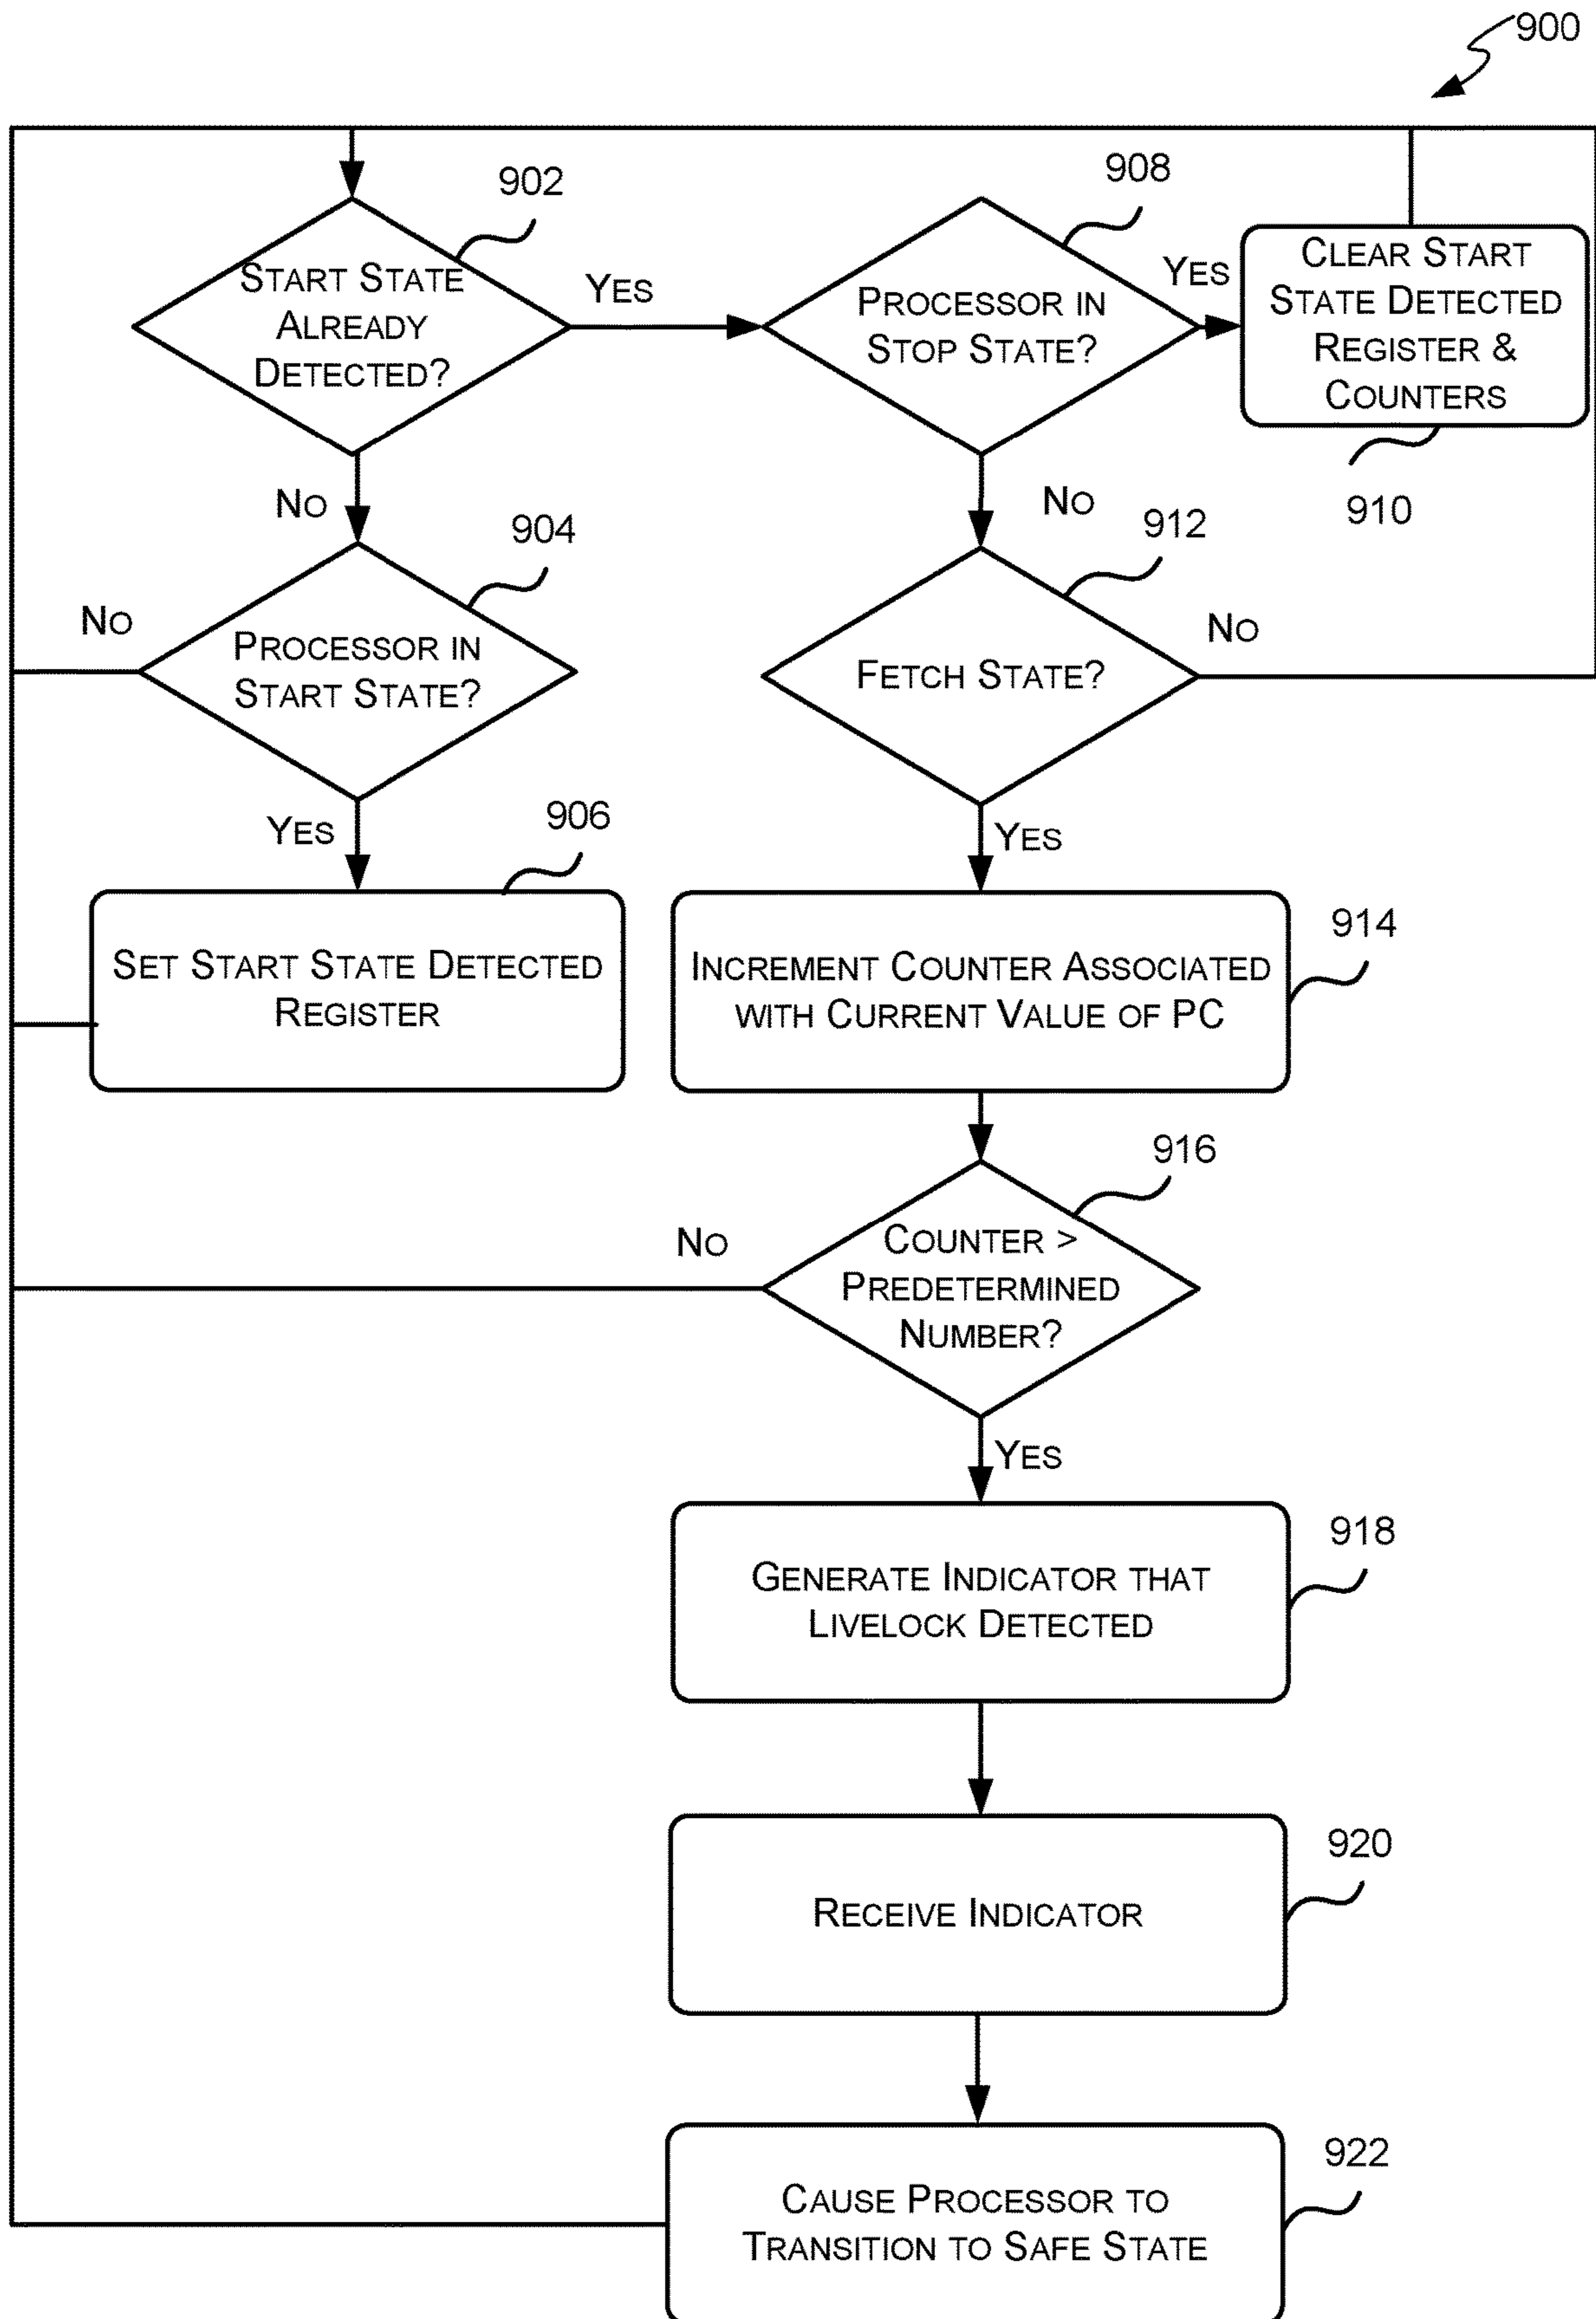 900
902
START STATE
ALREADY
DETECTED?
YES
908
PROCESSOR IN
STOP STATE?
YES
CLEAR START
STATE DETECTED
REGISTER &
COUNTERS
910
NO
904
PROCESSOR IN
START STATE?
NO
YES
906
SET START STATE DETECTED
REGISTER
NO
912
FETCH STATE?
NO
YES
914
INCREMENT COUNTER ASSOCIATED
WITH CURRENT VALUE OF PC
916
COUNTER >
PREDETERMINED
NUMBER?
NO
YES
918
GENERATE INDICATOR THAT
LIVELOCK DETECTED
920
RECEIVE INDICATOR
922
CAUSE PROCESSOR TO
TRANSITION TO SAFE STATE